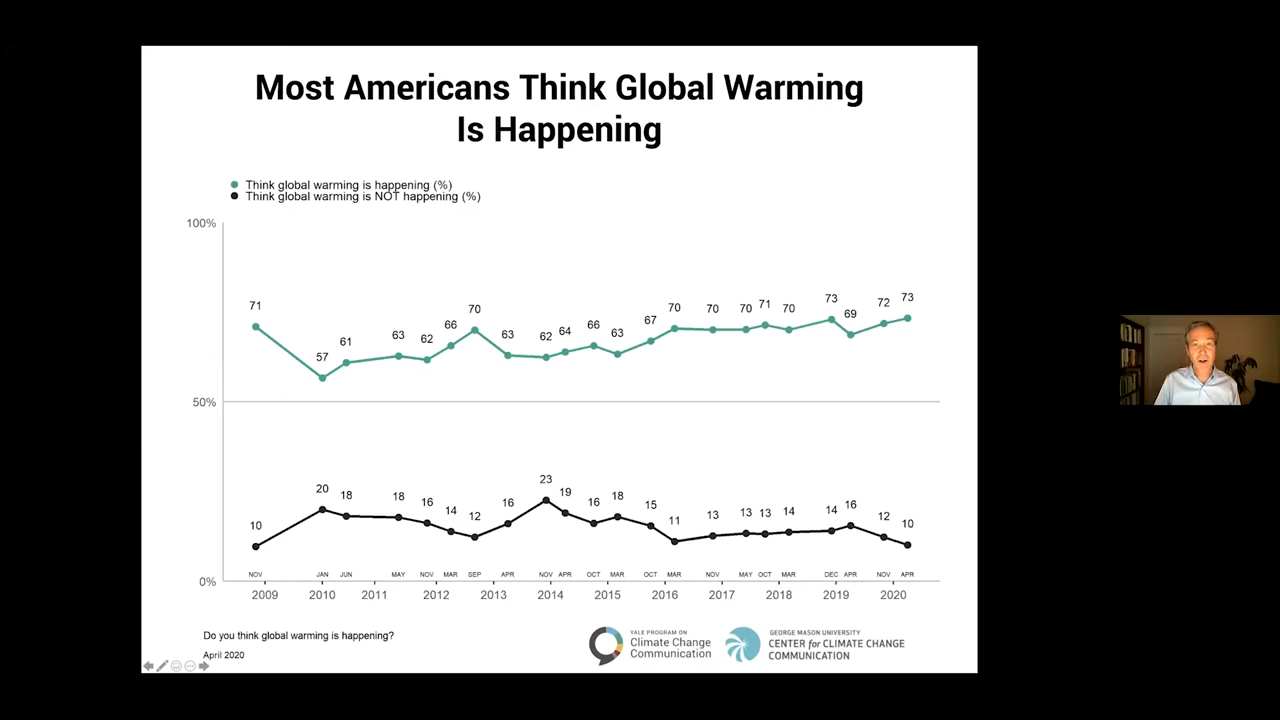 Most Americans Think Global Warming
Is Happening
Think global warming is happening (%)
Think global warming is NOT happening (%)
100%
71 57 61 63 62 66 70 63 62 64 66 63 67 70 70 70 71 70 73 69 72 73
50%
10 20 18 18 16 14 12 16 23 19 16 18 15 11 13 13 13 14 14 16 12 10
0%
NOV JAN JUN MAY NOV MAR SEP APR NOV APR OCT MAR OCT MAR NOV MAY OCT MAR DEC APR NOV APR
2009 2010 2011 2012 2013 2014 2015 2016 2017 2018 2019 2020
Do you think global warming is happening?
April 2020
YALE PROGRAM ON
Climate Change
Communication
GEORGE MASON UNIVERSITY
CENTER for CLIMATE CHANGE
COMMUNICATION